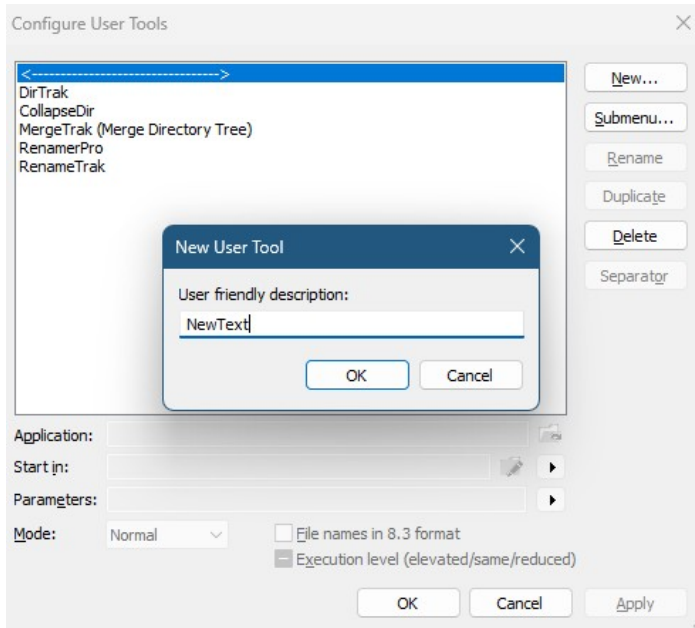 Configure User Tools
<-------------------------------->
DirTrak
CollapseDir
MergeTrak (Merge Directory Tree)
RenamerPro
RenameTrak
New...
Submenu...
Rename
Duplicate
Delete
Separator
New User Tool
User friendly description:
NewText
OK Cancel
Application:
Start in:
Parameters:
Mode: Normal File names in 8.3 format
Execution level (elevated/same/reduced)
OK Cancel Apply